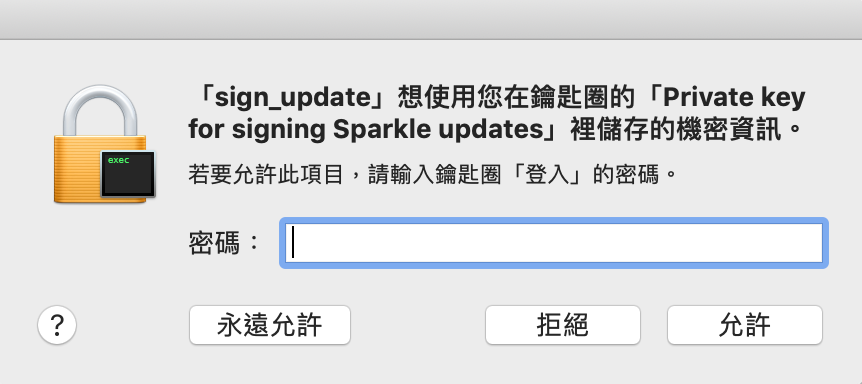 「sign_update」想使用您在鑰匙圈的「Private key
for signing Sparkle updates」裡儲存的機密資訊。
exec
若要允許此項目，請輸入鑰匙圈「登入」的密碼。
密碼：
?
永遠允許
拒絕
允許